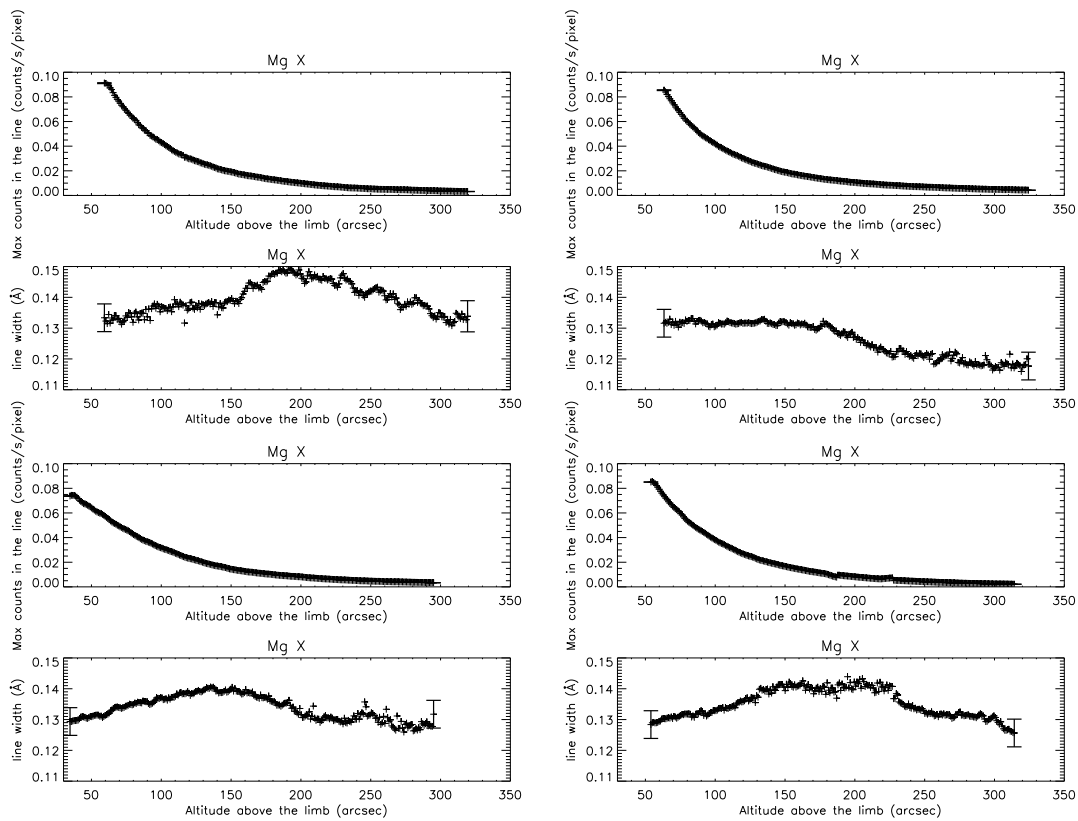 Mg X
Max counts in the line (counts/s/pixel)
0.10
0.08
0.06
0.04
0.02
0.00
50 100 150 200 250 300 350
Altitude above the limb (arcsec)
Mg X
Max counts in the line (counts/s/pixel)
0.10
0.08
0.06
0.04
0.02
0.00
50 100 150 200 250 300 350
Altitude above the limb (arcsec)
Mg X
line width (Å)
0.15
0.14
0.13
0.12
0.11
50 100 150 200 250 300 350
Altitude above the limb (arcsec)
Mg X
line width (Å)
0.15
0.14
0.13
0.12
0.11
50 100 150 200 250 300 350
Altitude above the limb (arcsec)
Mg X
Max counts in the line (counts/s/pixel)
0.10
0.08
0.06
0.04
0.02
0.00
50 100 150 200 250 300 350
Altitude above the limb (arcsec)
Mg X
Max counts in the line (counts/s/pixel)
0.10
0.08
0.06
0.04
0.02
0.00
50 100 150 200 250 300 350
Altitude above the limb (arcsec)
Mg X
line width (Å)
0.15
0.14
0.13
0.12
0.11
50 100 150 200 250 300 350
Altitude above the limb (arcsec)
Mg X
line width (Å)
0.15
0.14
0.13
0.12
0.11
50 100 150 200 250 300 350
Altitude above the limb (arcsec)